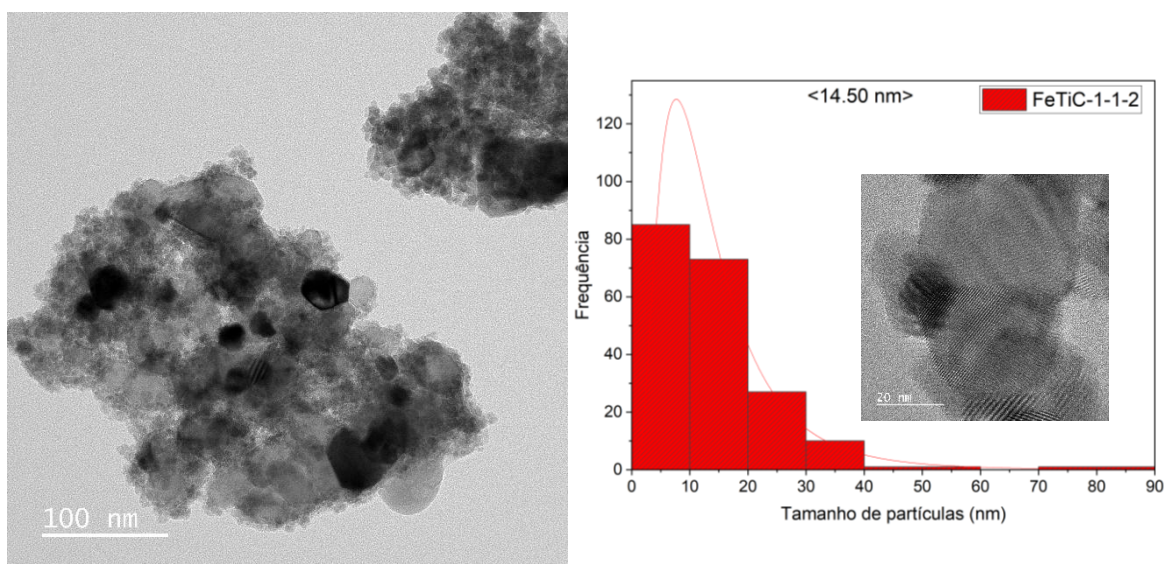 100 nm
<14.50 nm>
FeTiC-1-1-2
Frequência
120
100
80
60
40
20
0
20 nm
0 10 20 30 40 50 60 70 80 90
Tamanho de partículas (nm)